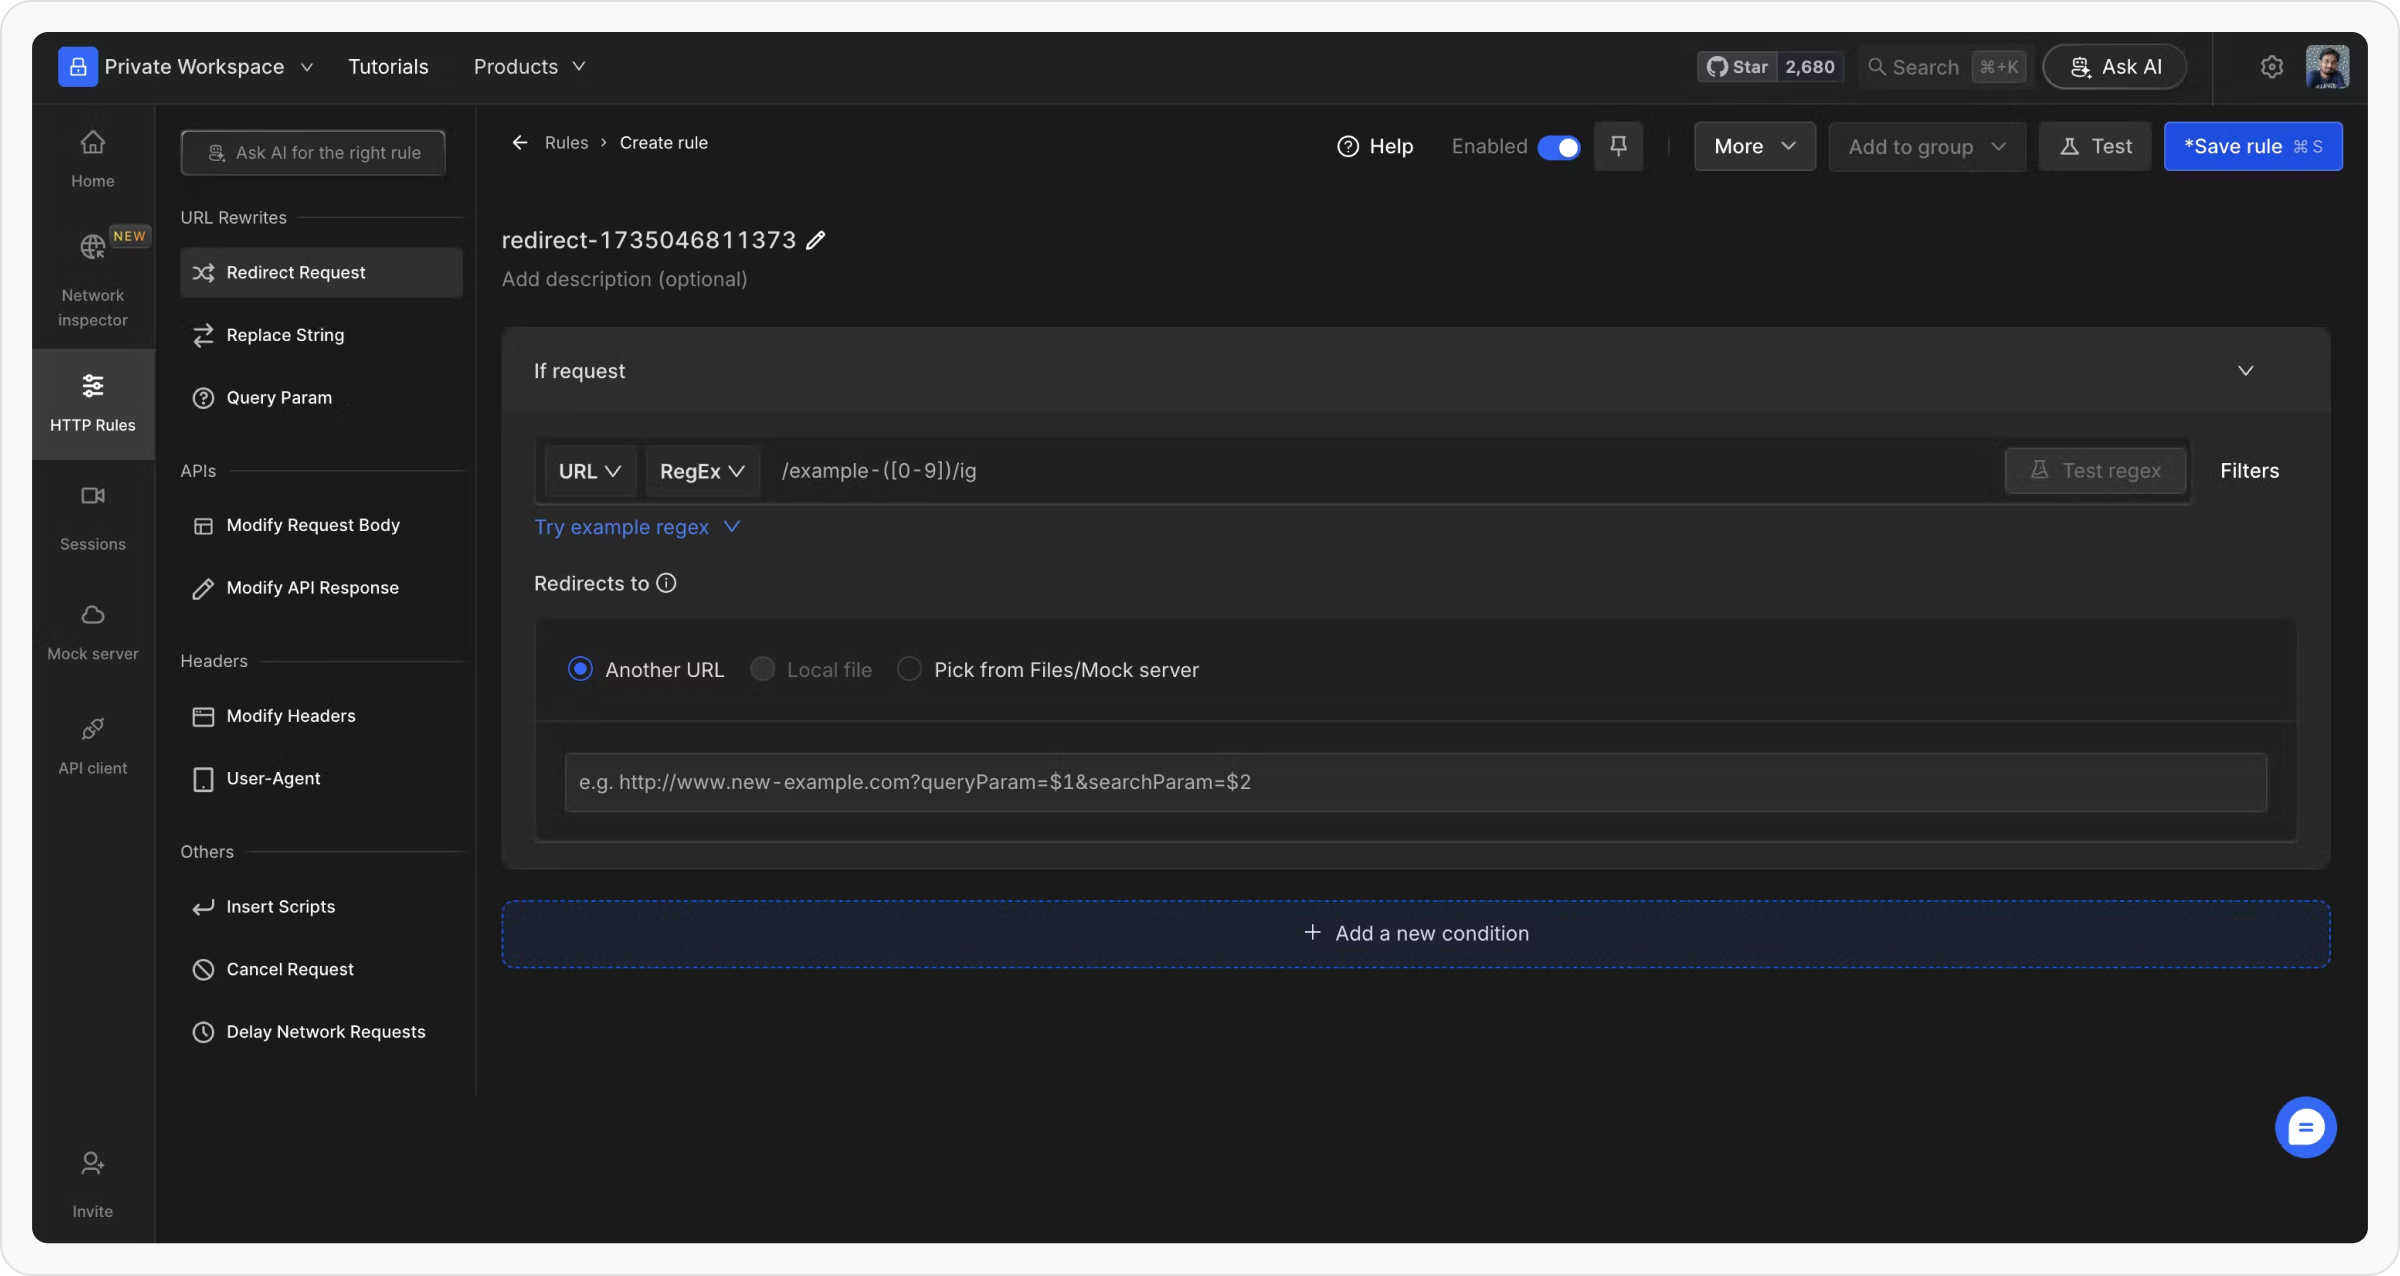 Private Workspace
Tutorials
Products
Star 2,680
Search ⌘+K
Ask AI
Home
NEW
Network
inspector
HTTP Rules
Sessions
Mock server
API client
Invite
Ask AI for the right rule
URL Rewrites
Redirect Request
Replace String
Query Param
APIs
Modify Request Body
Modify API Response
Headers
Modify Headers
User-Agent
Others
Insert Scripts
Cancel Request
Delay Network Requests
Rules > Create rule
Help
Enabled
More
Add to group
Test
*Save rule ⌘ S
redirect-1735046811373
Add description (optional)
If request
URL
RegEx
/example-([0-9])/ig
Test regex
Filters
Try example regex
Redirects to
Another URL
Local file
Pick from Files/Mock server
e.g. http://www.new-example.com?queryParam=$1&searchParam=$2
+ Add a new condition